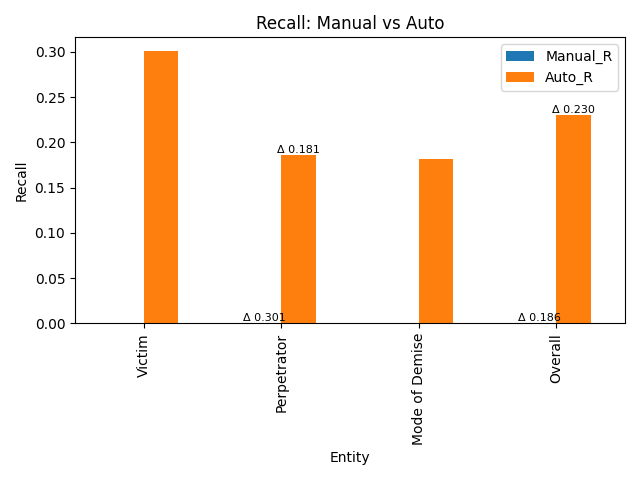 Recall: Manual vs Auto
Manual_R
Auto_R
Recall
0.30
0.25
0.20
0.15
0.10
0.05
0.00
Δ 0.230
Δ 0.181
Δ 0.301
Δ 0.186
Victim
Perpetrator
Mode of Demise
Overall
Entity